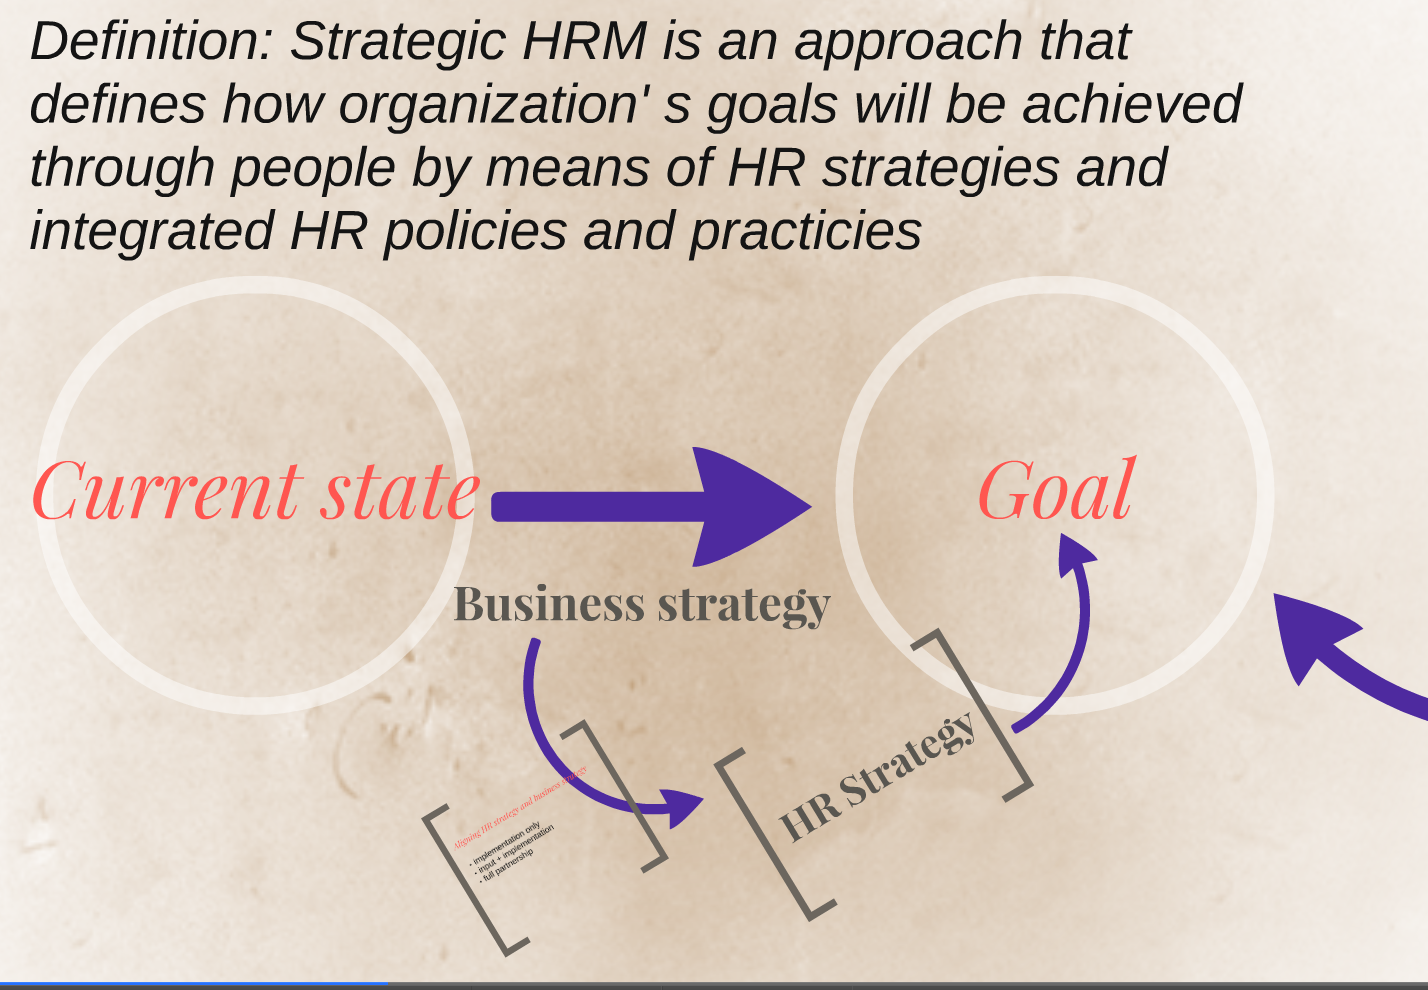 Definition: Strategic HRM is an approach that
defines how organization' s goals will be achieved
through people by means of HR strategies and
integrated HR policies and practicies
Current state
Goal
Business strategy
HR Strategy
Aligning HR strategy and business strategy
• implementation only
• input + implementation
• full partnership